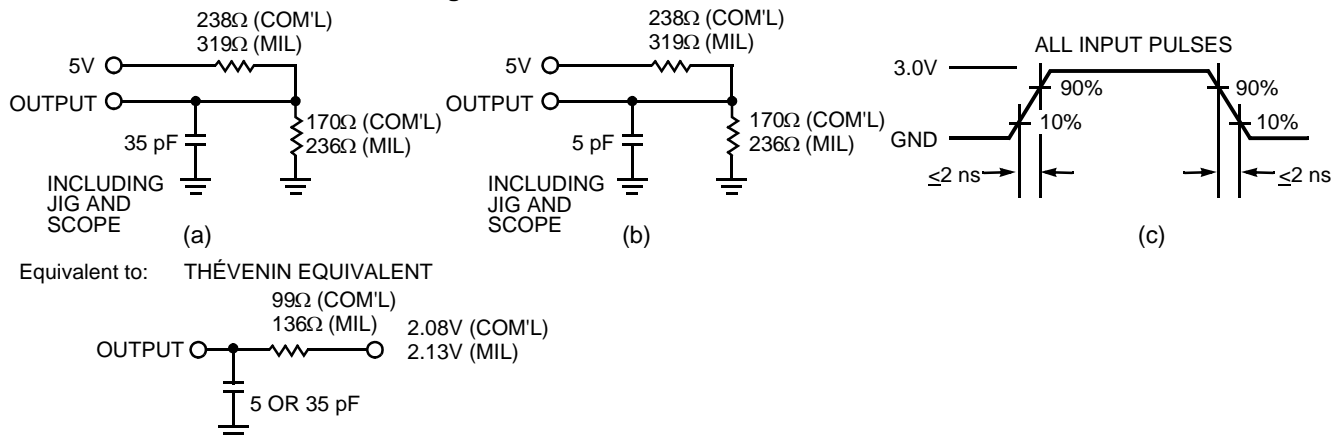 238Ω (COM'L)
319Ω (MIL)
5V
OUTPUT
35 pF
170Ω (COM'L)
236Ω (MIL)
INCLUDING
JIG AND
SCOPE
(a)
238Ω (COM'L)
319Ω (MIL)
5V
OUTPUT
5 pF
170Ω (COM'L)
236Ω (MIL)
INCLUDING
JIG AND
SCOPE
(b)
ALL INPUT PULSES
3.0V
90%
90%
10%
10%
GND
≤2 ns
≤2 ns
(c)
Equivalent to: THÉVENIN EQUIVALENT
99Ω (COM'L)
136Ω (MIL)
2.08V (COM'L)
2.13V (MIL)
OUTPUT
5 OR 35 pF